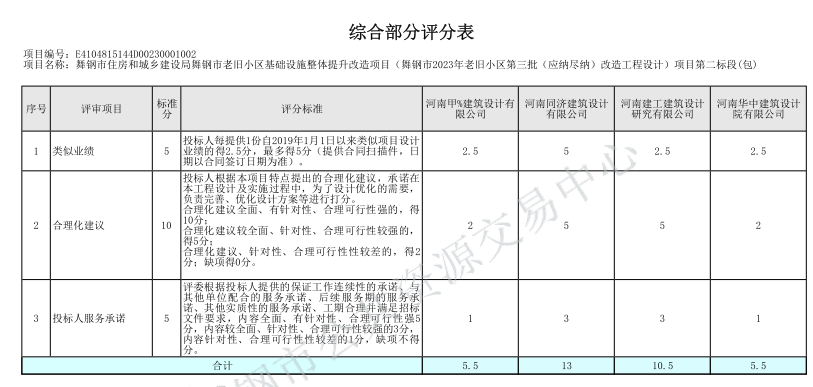 综合部分评分表
项目编号: E4104815144D00230001002
项目名称: 舞钢市住房和城乡建设局舞钢市老旧小区基础设施整体提升改造项目（舞钢市2023年老旧小区第三批（应纳尽纳）改造工程设计）项目第二标段(包)
序号 评审项目 标准分 评分标准 河南甲%建筑设计有限公司 河南同济建筑设计有限公司 河南建工建筑设计研究有限公司 河南华中建筑设计院有限公司
1 类似业绩 5
投标人每提供1份自2019年1月1日以来类似项目设计
业绩的得2.5分，最多得5分（提供合同扫描件，日
期以合同签订日期为准）。
2.5 5 2.5 2.5
2 合理化建议 10
投标人根据本项目特点提出的合理化建议，承诺在
本工程设计及实施过程中，为了设计优化的需要，
负责完善、优化设计方案等进行打分。
合理化建议全面、有针对性、合理可行性强的，得
10分；
合理化建议较全面、针对性、合理可行性较强的，
得5分；
合理化建议、针对性、合理可行性性较差的，得2
分；缺项得0分。
2 5 5 2
3 投标人服务承诺 5
评委根据投标人提供的保证工作连续性的承诺、与
其他单位配合的服务承诺、后续服务期的服务承
诺、其他实质性的服务承诺、工期合理并满足招标
文件要求，内容全面、有针对性、合理可行性强5
分，内容较全面、针对性、合理可行性较强的3分，
内容针对性、合理可行性性较差的1分，缺项不得
分。
1 3 3 1
合计 5.5 13 10.5 5.5